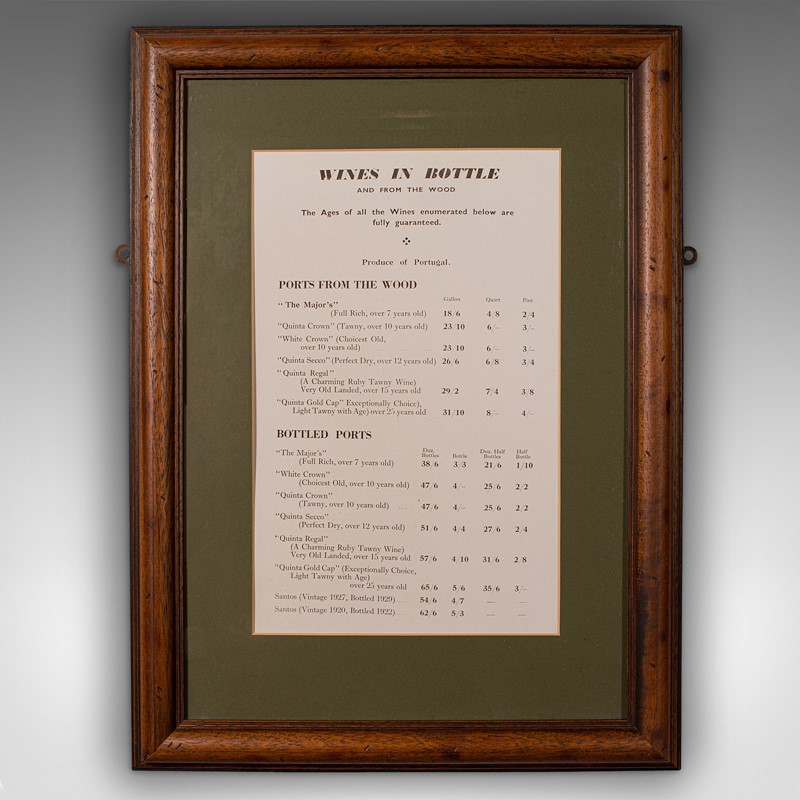 WINES IN BOTTLE
AND FROM THE WOOD
The Ages of all the Wines enumerated below are
fully guaranteed.
Produce of Portugal.
PORTS FROM THE WOOD
Gallon Quart Pint
"The Major's"
(Full Rich, over 7 years old) 18/6 4/8 2/4
"Quinta Crown" (Tawny, over 10 years old) 23/10 6/– 3/–
"White Crown" (Choicest Old,
over 10 years old) 23/10 6/– 3/–
"Quinta Secco" (Perfect Dry, over 12 years old) 26/6 6/8 3/4
"Quinta Regal"
(A Charming Ruby Tawny Wine)
Very Old Landed, over 15 years old 29/2 7/4 3/8
"Quinta Gold Cap" Exceptionally Choice),
Light Tawny with Age) over 25 years old 31/10 8/– 4/–
BOTTLED PORTS
Doz. Bottles Bottle Doz. Half Bottles Half Bottle
"The Major's"
(Full Rich, over 7 years old) 38/6 3/3 21/6 1/10
"White Crown"
(Choicest Old, over 10 years old) 47/6 4/– 25/6 2/2
"Quinta Crown"
(Tawny, over 10 years old) 47/6 4/– 25/6 2/2
"Quinta Secco"
(Perfect Dry, over 12 years old) 51/6 4/4 27/6 2/4
"Quinta Regal"
(A Charming Ruby Tawny Wine)
Very Old Landed, over 15 years old 57/6 4/10 31/6 2/8
"Quinta Gold Cap" (Exceptionally Choice,
Light Tawny with Age)
over 25 years old 65/6 5/6 35/6 3/–
Santos (Vintage 1927, Bottled 1929) 54/6 4/7 — —
Santos (Vintage 1920, Bottled 1922) 62/6 5/3 — —